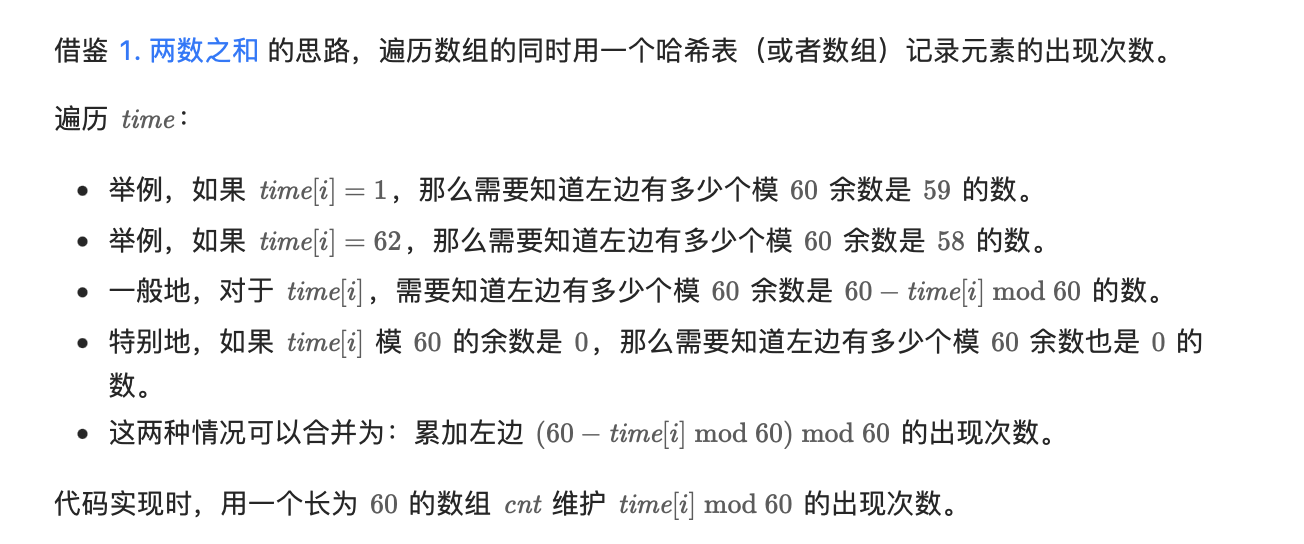 借鉴 1. 两数之和 的思路，遍历数组的同时用一个哈希表（或者数组）记录元素的出现次数。
遍历 time：
• 举例，如果 time[i] = 1，那么需要知道左边有多少个模 60 余数是 59 的数。
• 举例，如果 time[i] = 62，那么需要知道左边有多少个模 60 余数是 58 的数。
• 一般地，对于 time[i]，需要知道左边有多少个模 60 余数是 60 − time[i] mod 60 的数。
• 特别地，如果 time[i] 模 60 的余数是 0，那么需要知道左边有多少个模 60 余数也是 0 的
数。
• 这两种情况可以合并为：累加左边 (60 − time[i] mod 60) mod 60 的出现次数。
代码实现时，用一个长为 60 的数组 cnt 维护 time[i] mod 60 的出现次数。